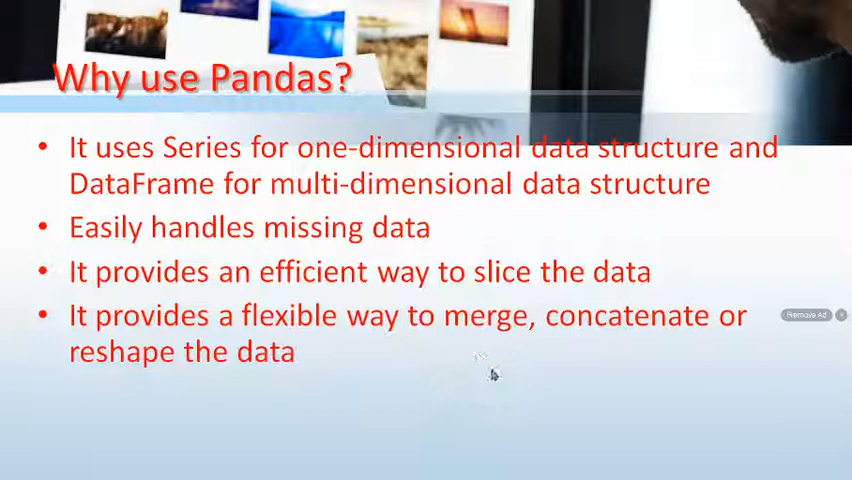 Why use Pandas?
• It uses Series for one-dimensional data structure and
DataFrame for multi-dimensional data structure
• Easily handles missing data
• It provides an efficient way to slice the data
• It provides a flexible way to merge, concatenate or
reshape the data
Remove Ad